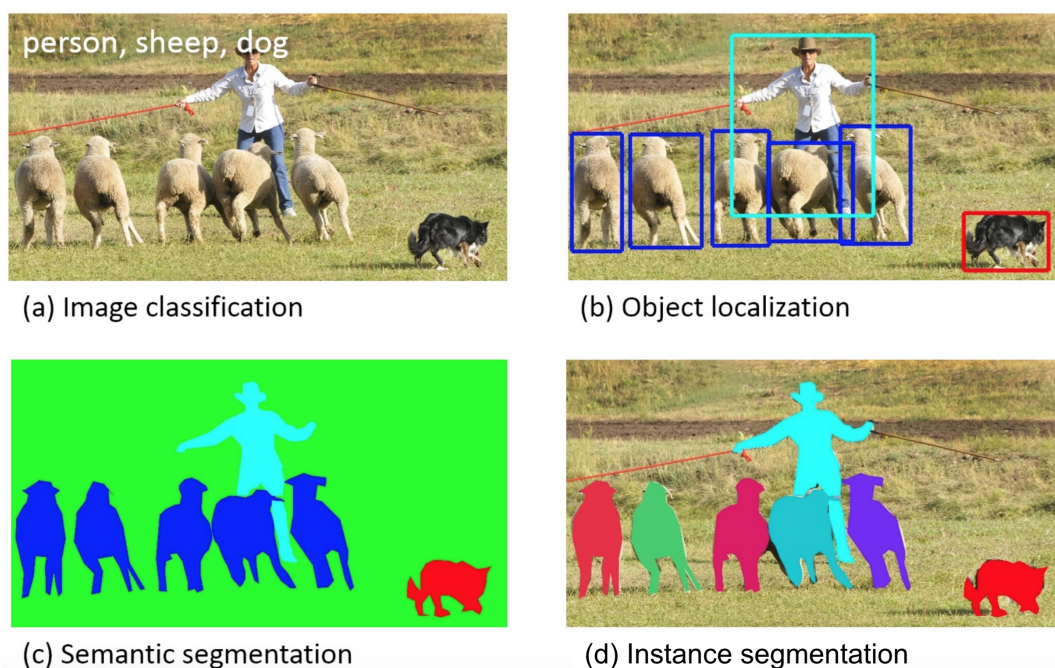 person, sheep, dog
(a) Image classification
(b) Object localization
(c) Semantic segmentation
(d) Instance segmentation